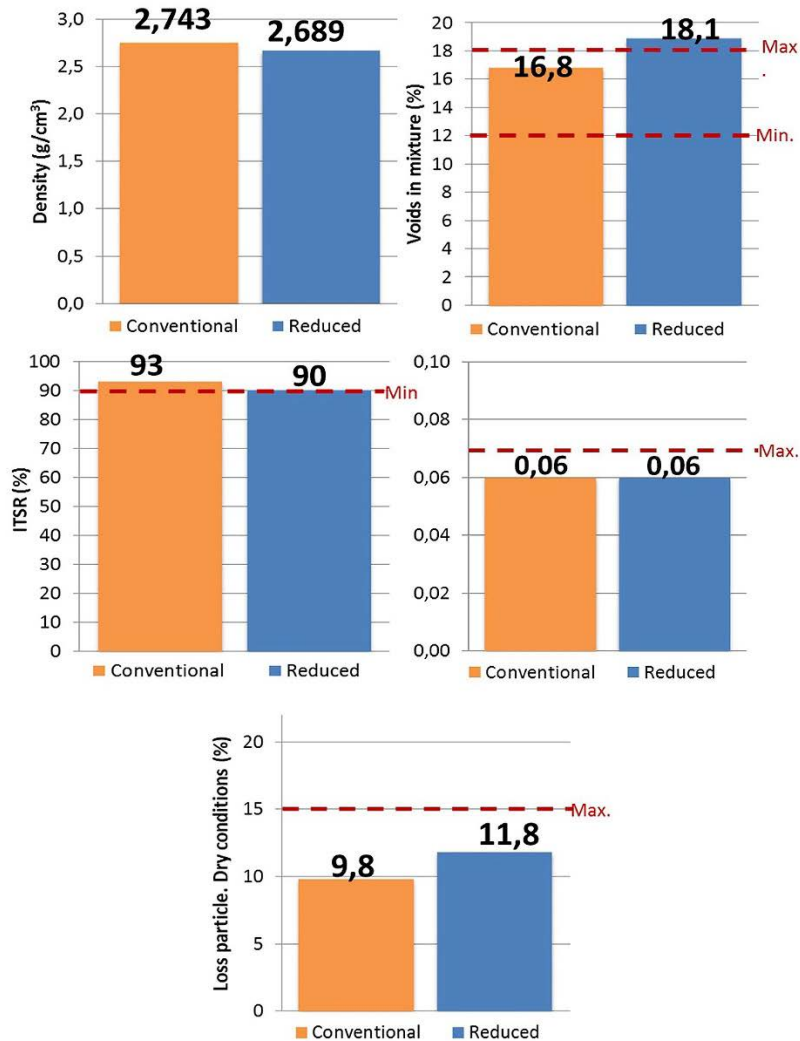 3,0
2,5
2,0
1,5
1,0
0,5
0,0
Density (g/cm³)
2,743
2,689
Conventional
Reduced
20
18
16
14
12
10
8
6
4
2
0
Voids in mixture (%)
16,8
18,1
Max
.
Min.
Conventional
Reduced
100
90
80
70
60
50
40
30
20
10
0
ITSR (%)
93
90
Min
Conventional
Reduced
0,10
0,08
0,06
0,04
0,02
0,00
0,06
0,06
Max.
Conventional
Reduced
20
15
10
5
0
Loss particle. Dry conditions (%)
9,8
11,8
Max.
Conventional
Reduced